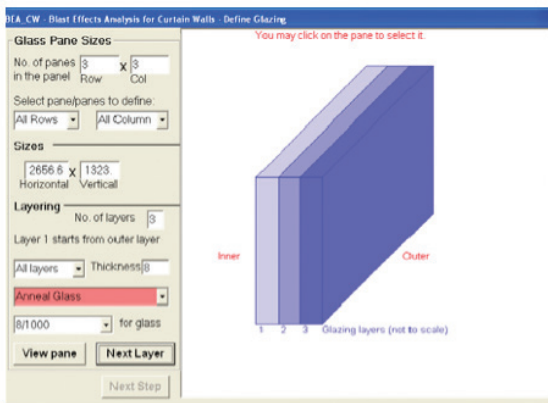 BEA_CW - Blast Effects Analysis for Curtain Walls - Define Glazing
Glass Pane Sizes
No. of panes 3 x 3
in the panel Row Col
Select pane/panes to define:
All Rows All Column
Sizes
2656.6 x 1323.
Horizontal Vertical
Layering
No. of layers 3
Layer 1 starts from outer layer
All layers Thickness 8
Anneal Glass
8/1000 for glass
View pane Next Layer
Next Step
You may click on the pane to select it.
Inner Outer
1 2 3 Glazing layers (not to scale)